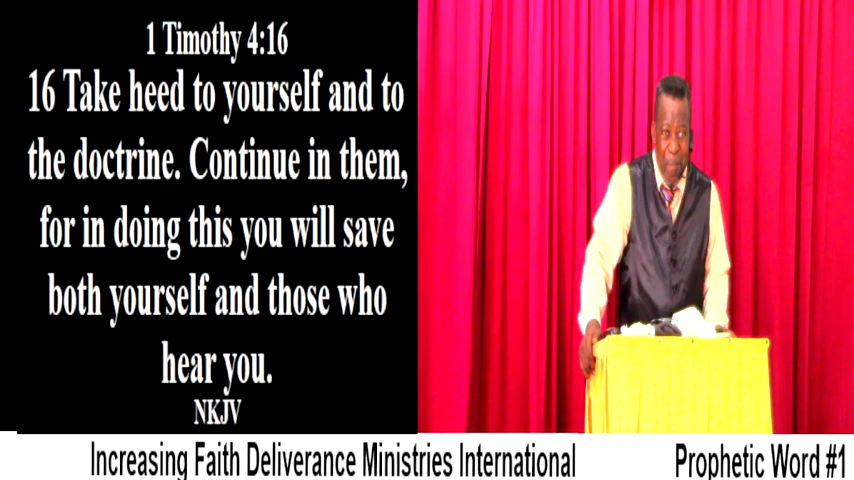 1 Timothy 4:16
16 Take heed to yourself and to
the doctrine. Continue in them,
for in doing this you will save
both yourself and those who
hear you.
NKJV
Increasing Faith Deliverance Ministries International
Prophetic Word #1